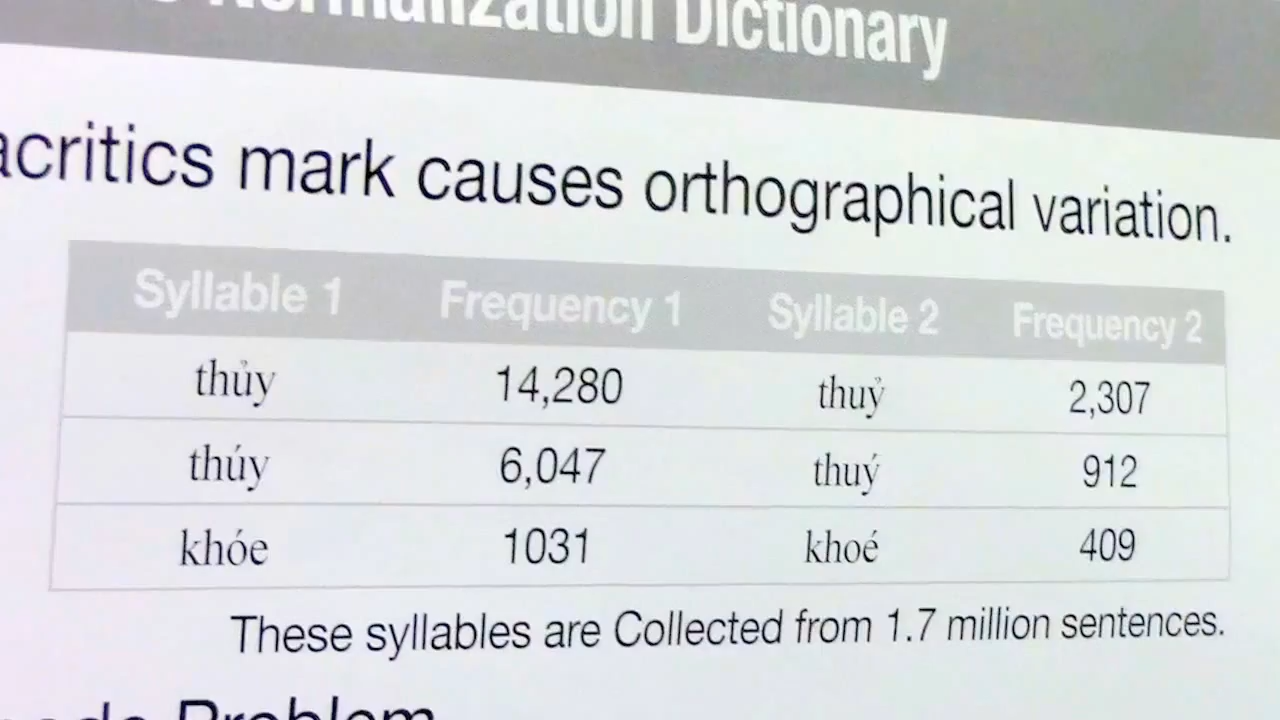 Normalization Dictionary
mark causes orthographical variation.
Syllable 1 Frequency 1 Syllable 2 Frequency 2
thủy 14,280 thuỷ 2,307
thúy 6,047 thuý 912
khóe 1031 khoé 409
These syllables are Collected from 1.7 million sentences.
Problem